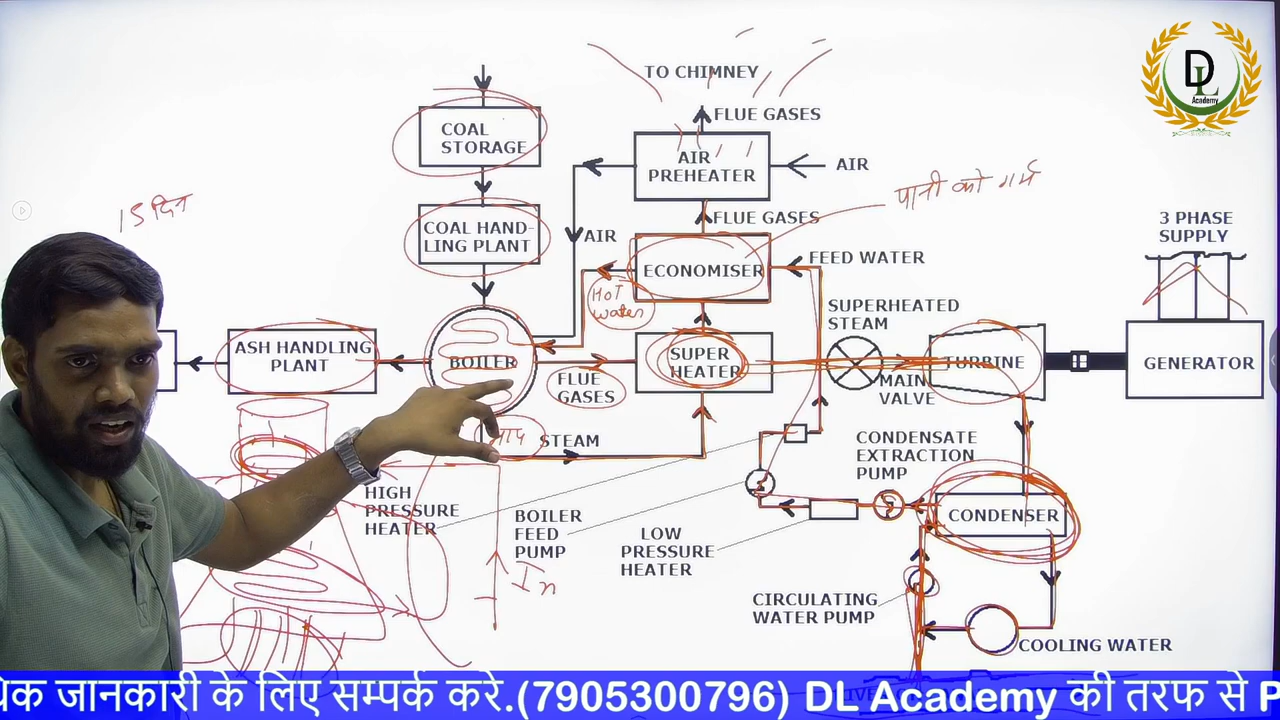 TO CHIMNEY
DL
Academy
FLUE GASES
COAL
STORAGE
AIR
PREHEATER
AIR
पानी को गर्म
15 दिन
COAL HAND-
LING PLANT
FLUE GASES
3 PHASE
SUPPLY
AIR
ECONOMISER
FEED WATER
HOT
water
SUPERHEATED
STEAM
ASH HANDLING
PLANT
BOILER
SUPER
HEATER
TURBINE
GENERATOR
FLUE
GASES
MAIN
VALVE
STEAM
CONDENSATE
EXTRACTION
PUMP
HIGH
PRESSURE
HEATER
BOILER
FEED
PUMP
LOW
PRESSURE
HEATER
CONDENSER
In
CIRCULATING
WATER PUMP
COOLING WATER
जानकारी के लिए सम्पर्क करे.(7905300796) DL Academy की तरफ से P